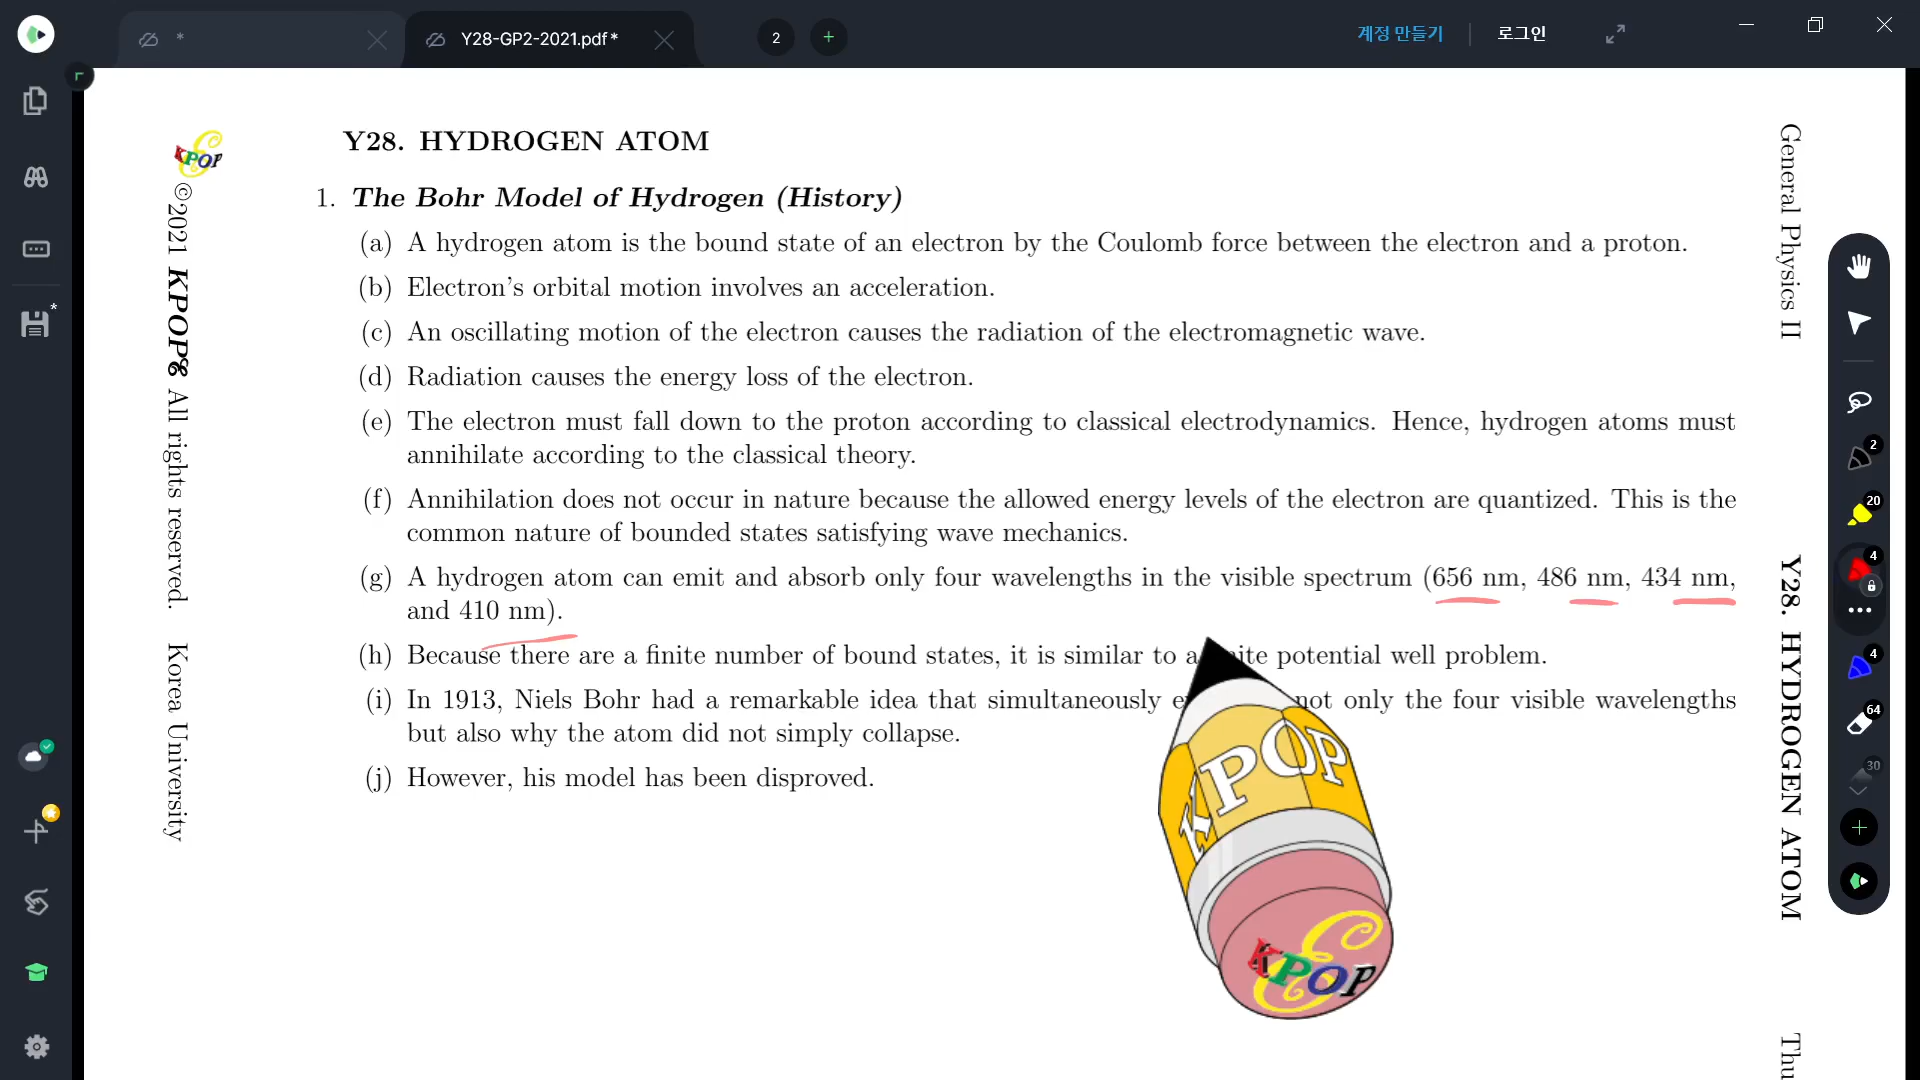 *
Y28-GP2-2021.pdf *
2
계정 만들기
로그인
Y28. HYDROGEN ATOM
1. The Bohr Model of Hydrogen (History)
(a) A hydrogen atom is the bound state of an electron by the Coulomb force between the electron and a proton.
(b) Electron's orbital motion involves an acceleration.
(c) An oscillating motion of the electron causes the radiation of the electromagnetic wave.
(d) Radiation causes the energy loss of the electron.
(e) The electron must fall down to the proton according to classical electrodynamics. Hence, hydrogen atoms must
annihilate according to the classical theory.
(f) Annihilation does not occur in nature because the allowed energy levels of the electron are quantized. This is the
common nature of bounded states satisfying wave mechanics.
(g) A hydrogen atom can emit and absorb only four wavelengths in the visible spectrum (656 nm, 486 nm, 434 nm,
and 410 nm).
(h) Because there are a finite number of bound states, it is similar to a potential well problem.
(i) In 1913, Niels Bohr had a remarkable idea that simultaneously not only the four visible wavelengths
but also why the atom did not simply collapse.
(j) However, his model has been disproved.
KPOP
KPOP E
KPOP E
©2021 KPOPE All rights reserved. Korea University
General Physics II
Y28. HYDROGEN ATOM
2
20
4
4
64
30